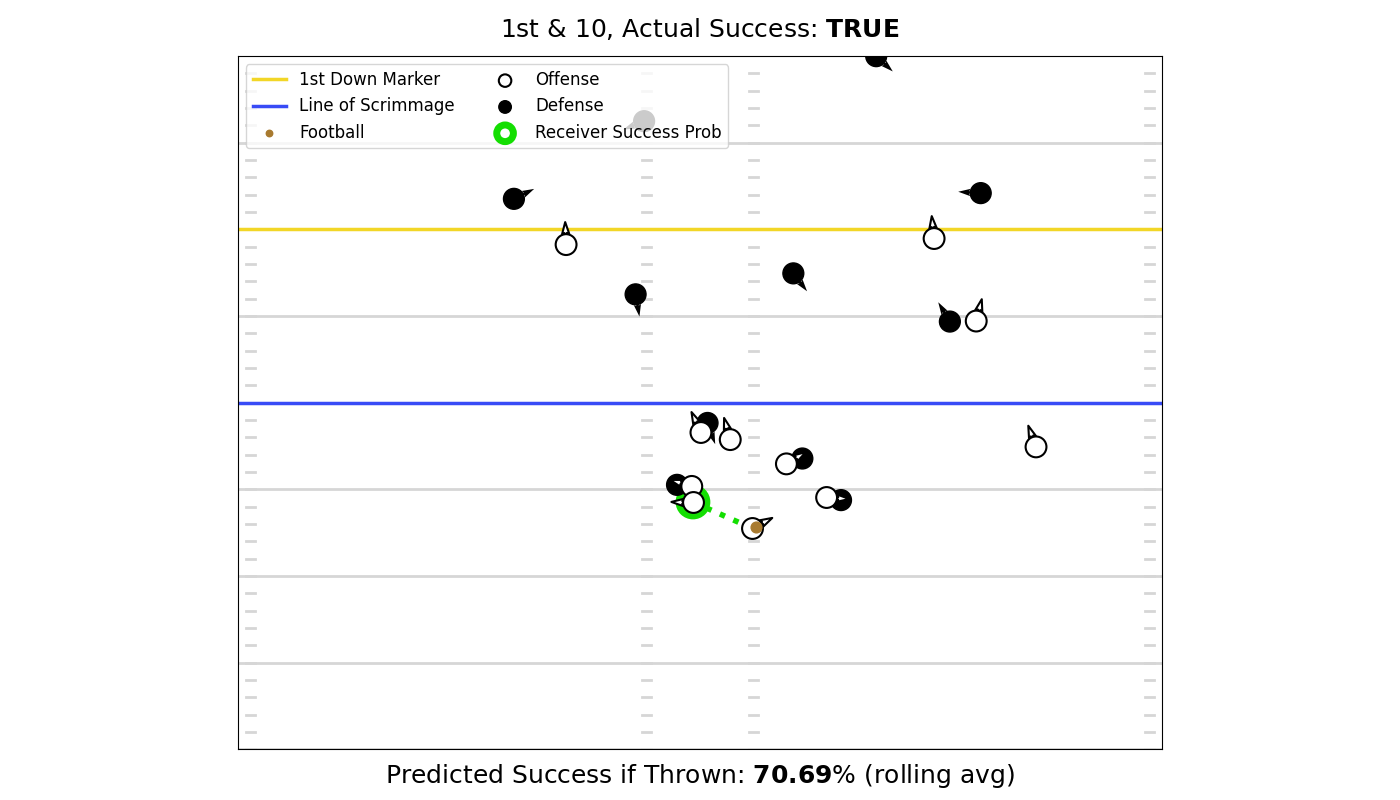 1st & 10, Actual Success: TRUE
1st Down Marker
Line of Scrimmage
Football
Offense
Defense
Receiver Success Prob
Predicted Success if Thrown: 70.69% (rolling avg)